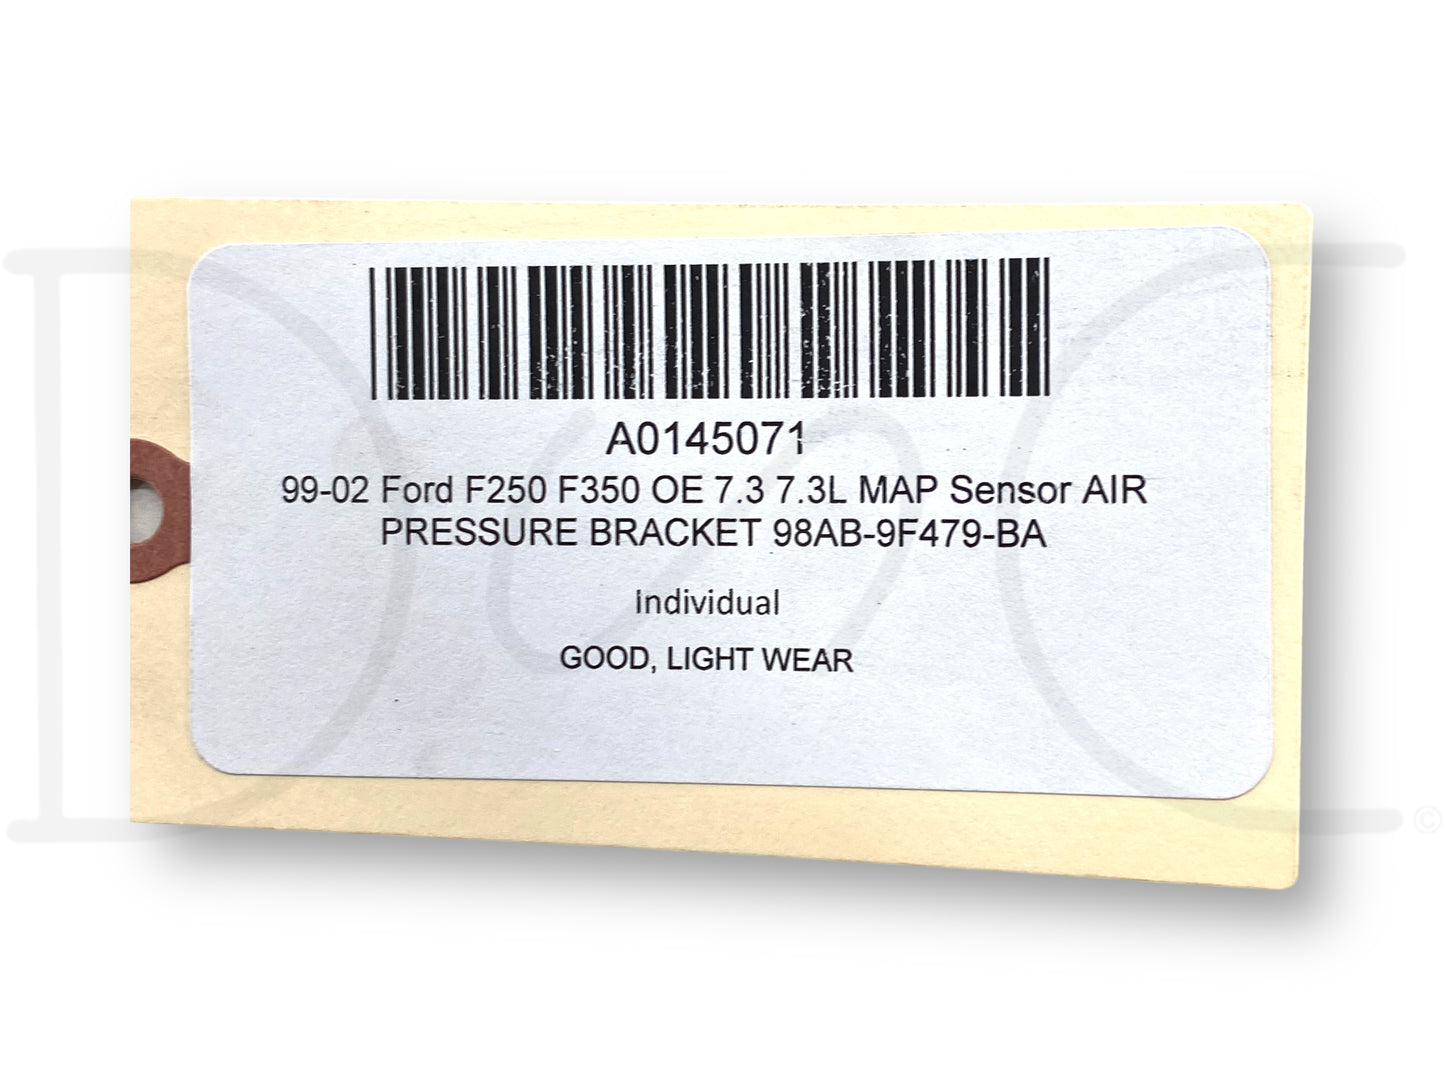 A0145071
99-02 Ford F250 F350 OE 7.3 7.3L MAP Sensor AIR
PRESSURE BRACKET 98AB-9F479-BA
Individual
GOOD, LIGHT WEAR
©